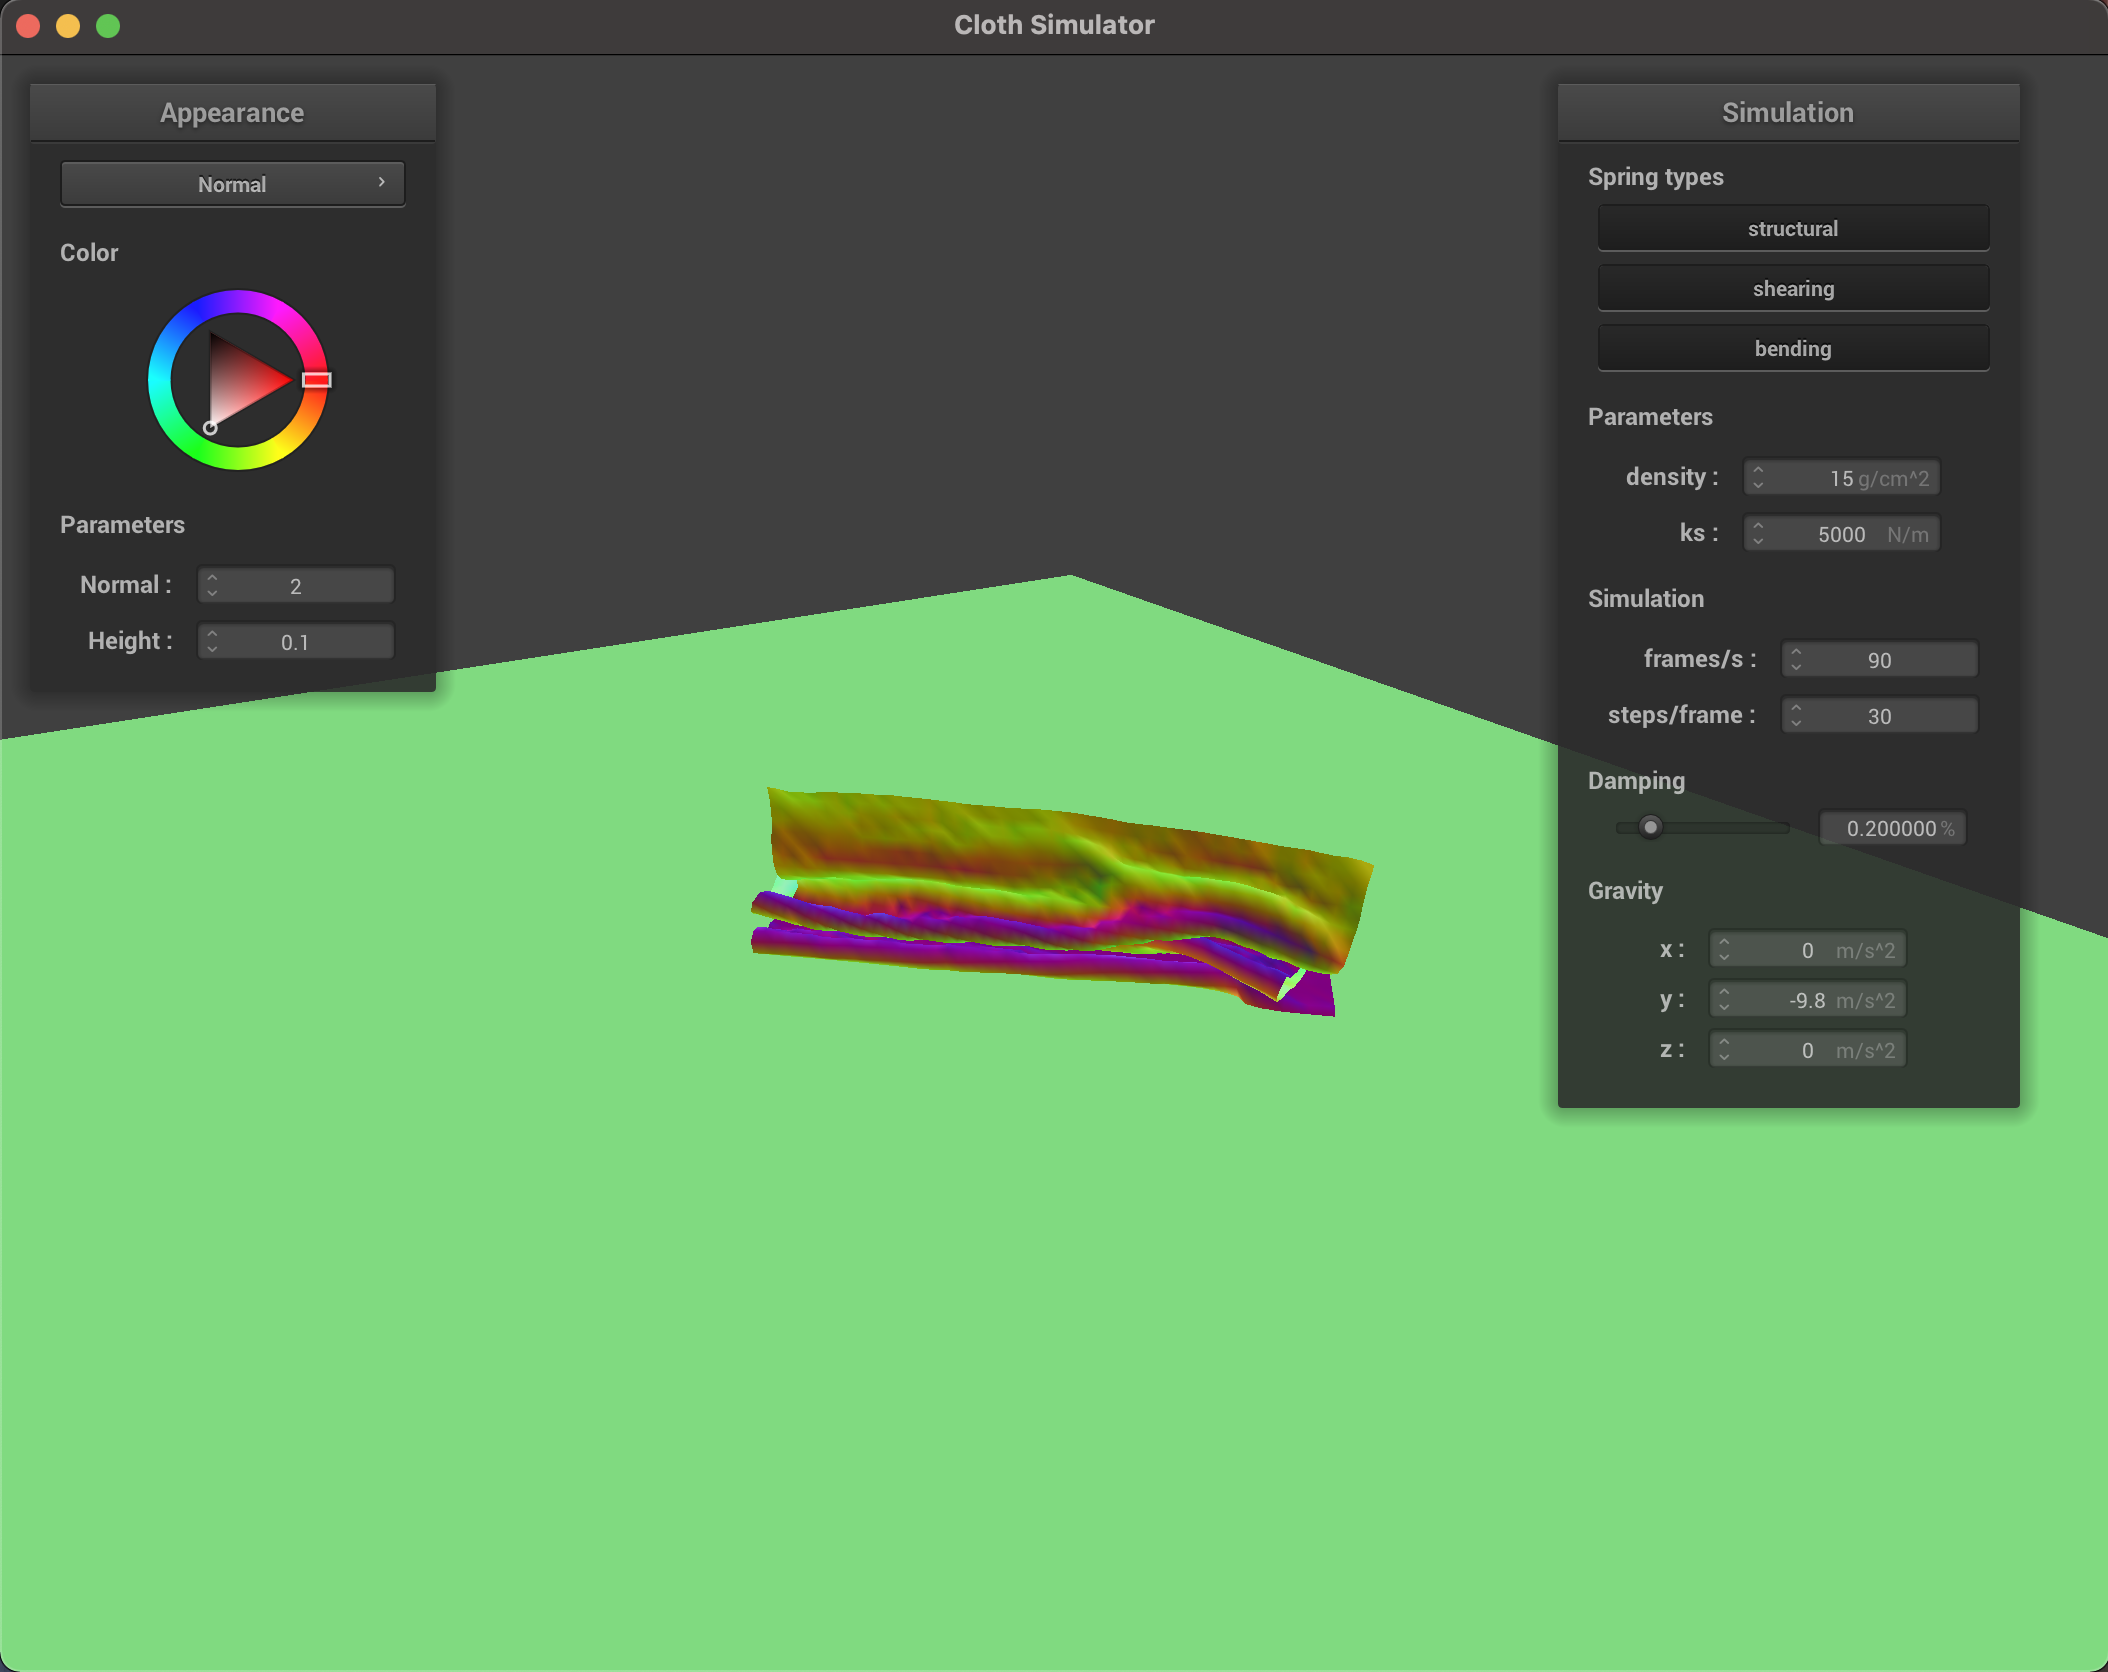 Cloth Simulator
Appearance
Normal
Color
Parameters
Normal : 2
Height : 0.1
Simulation
Spring types
structural
shearing
bending
Parameters
density : 15 g/cm^2
ks : 5000 N/m
Simulation
frames/s : 90
steps/frame : 30
Damping
0.200000 %
Gravity
x : 0 m/s^2
y : -9.8 m/s^2
z : 0 m/s^2